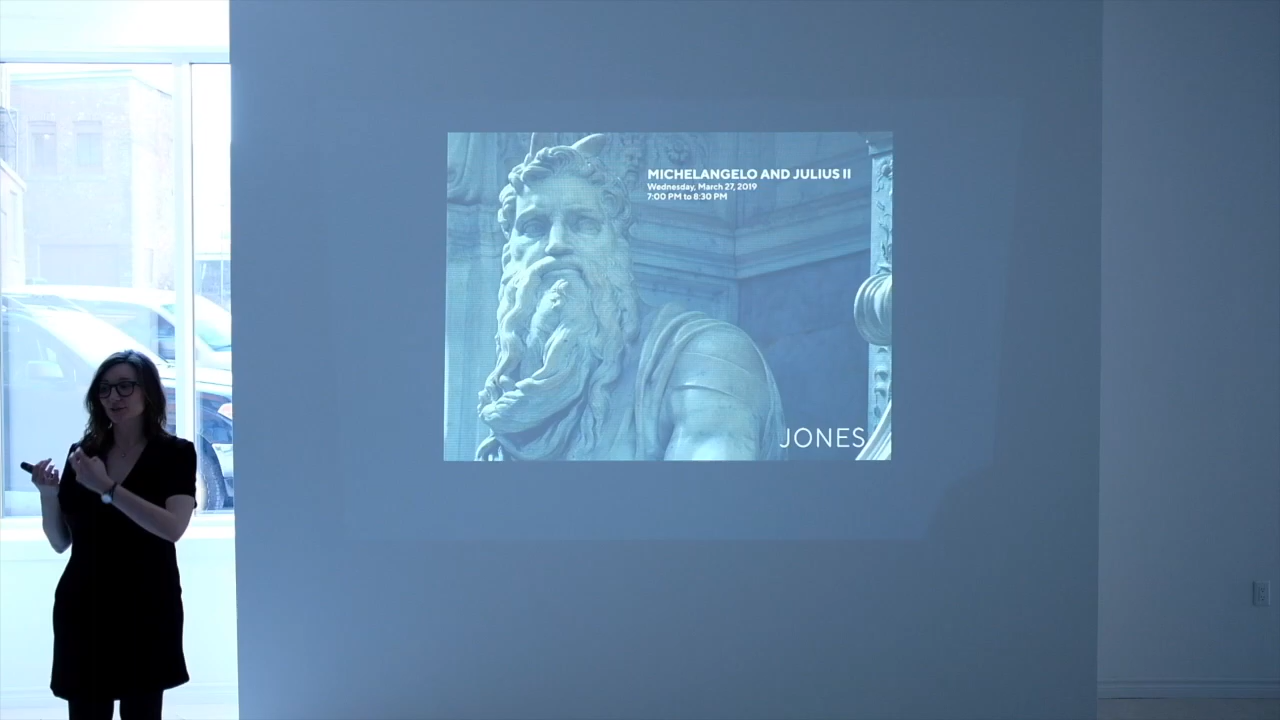 MICHELANGELO AND JULIUS II
Wednesday, March 27, 2019
7:00 PM to 8:30 PM
JONES